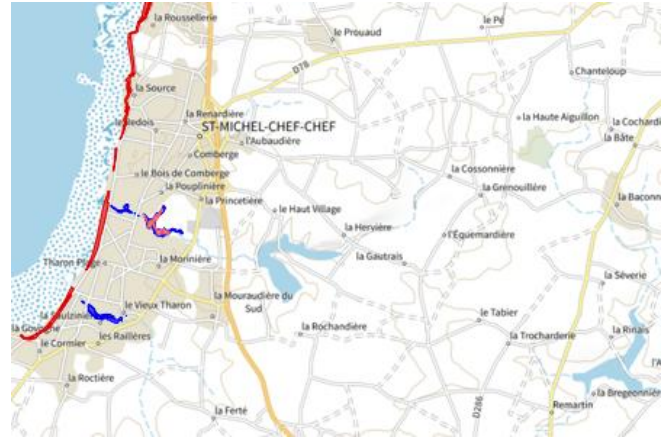 la Rousellerie
le Pé
le Prouaud
D78
Chanteloup
la Source
la Renardière
la Haute Aiguillon
la Cochardi
ST-MICHEL-CHEF-CHEF
l'Aubaudière
la Bâte
Comberge
le Bois de Comberge
la Cossonnière
la Pouplinière
la Grenouillère
la Princetière
la Baconn
le Haut Village
la Hervière
l'Équemardière
Tharon Plage
la Morinière
la Gautrais
la Séverie
la Mouraudière du
Sud
le Vieux Tharon
le Tabier
la Rochandière
la Rinais
la Trocharderie
les Raillères
le Cormier
la Roctière
la Bregeonnière
D286
Remartin
la Ferté